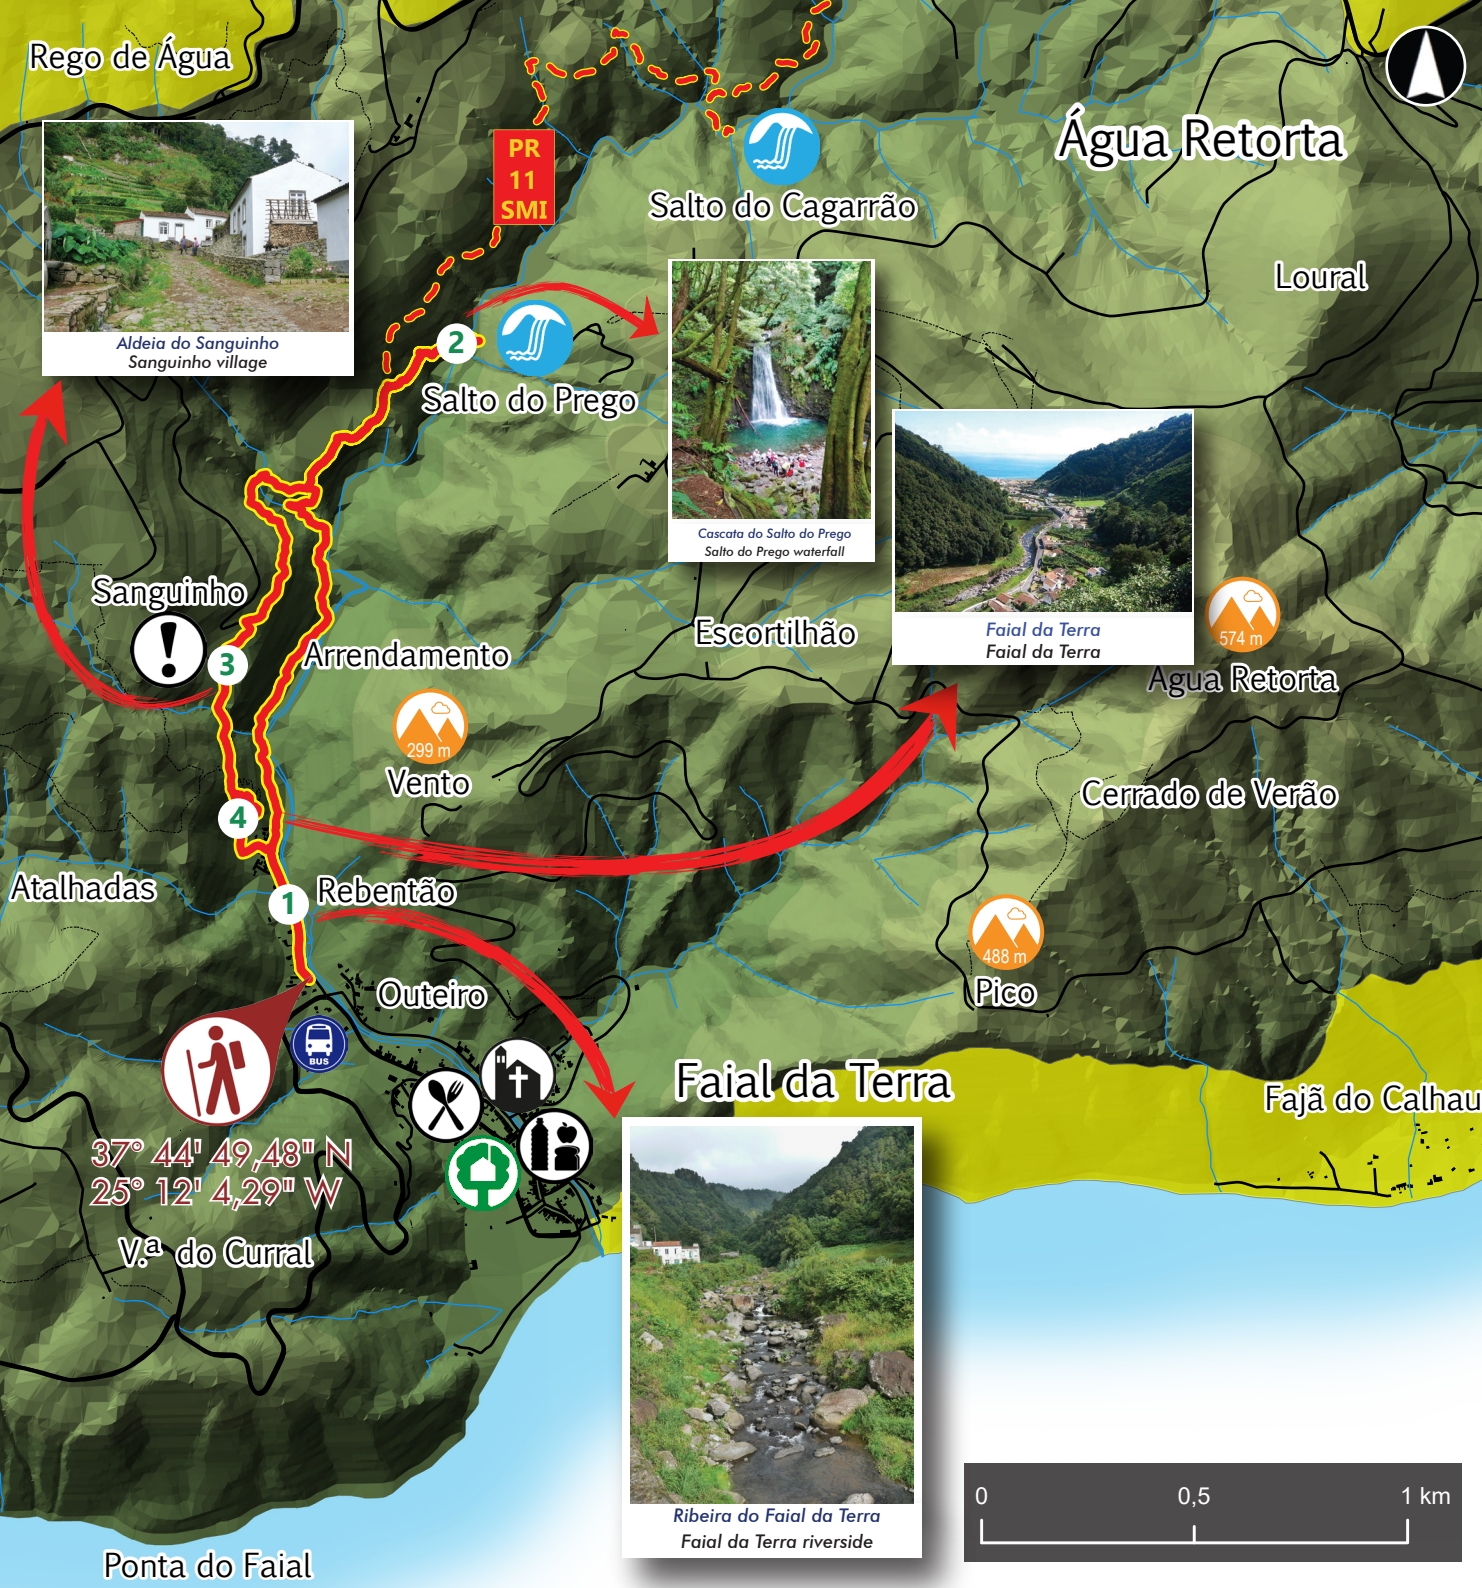 Rego de Água
Água Retorta
PR
11
SMI
Salto do Cagarrão
Loural
Aldeia do Sanguinho
Sanguinho village
2
Salto do Prego
Cascata do Salto do Prego
Salto do Prego waterfall
Sanguinho
3
Arrendamento
Escortilhão
Faial da Terra
Faial da Terra
574 m
Água Retorta
299 m
Vento
Cerrado de Verão
4
Atalhadas
1
Rebentão
488 m
Pico
Outeiro
BUS
Faial da Terra
Fajã do Calhau
37° 44' 49,48" N
25° 12' 4,29" W
V.ª do Curral
Ribeira do Faial da Terra
Faial da Terra riverside
0
0,5
1 km
Ponta do Faial